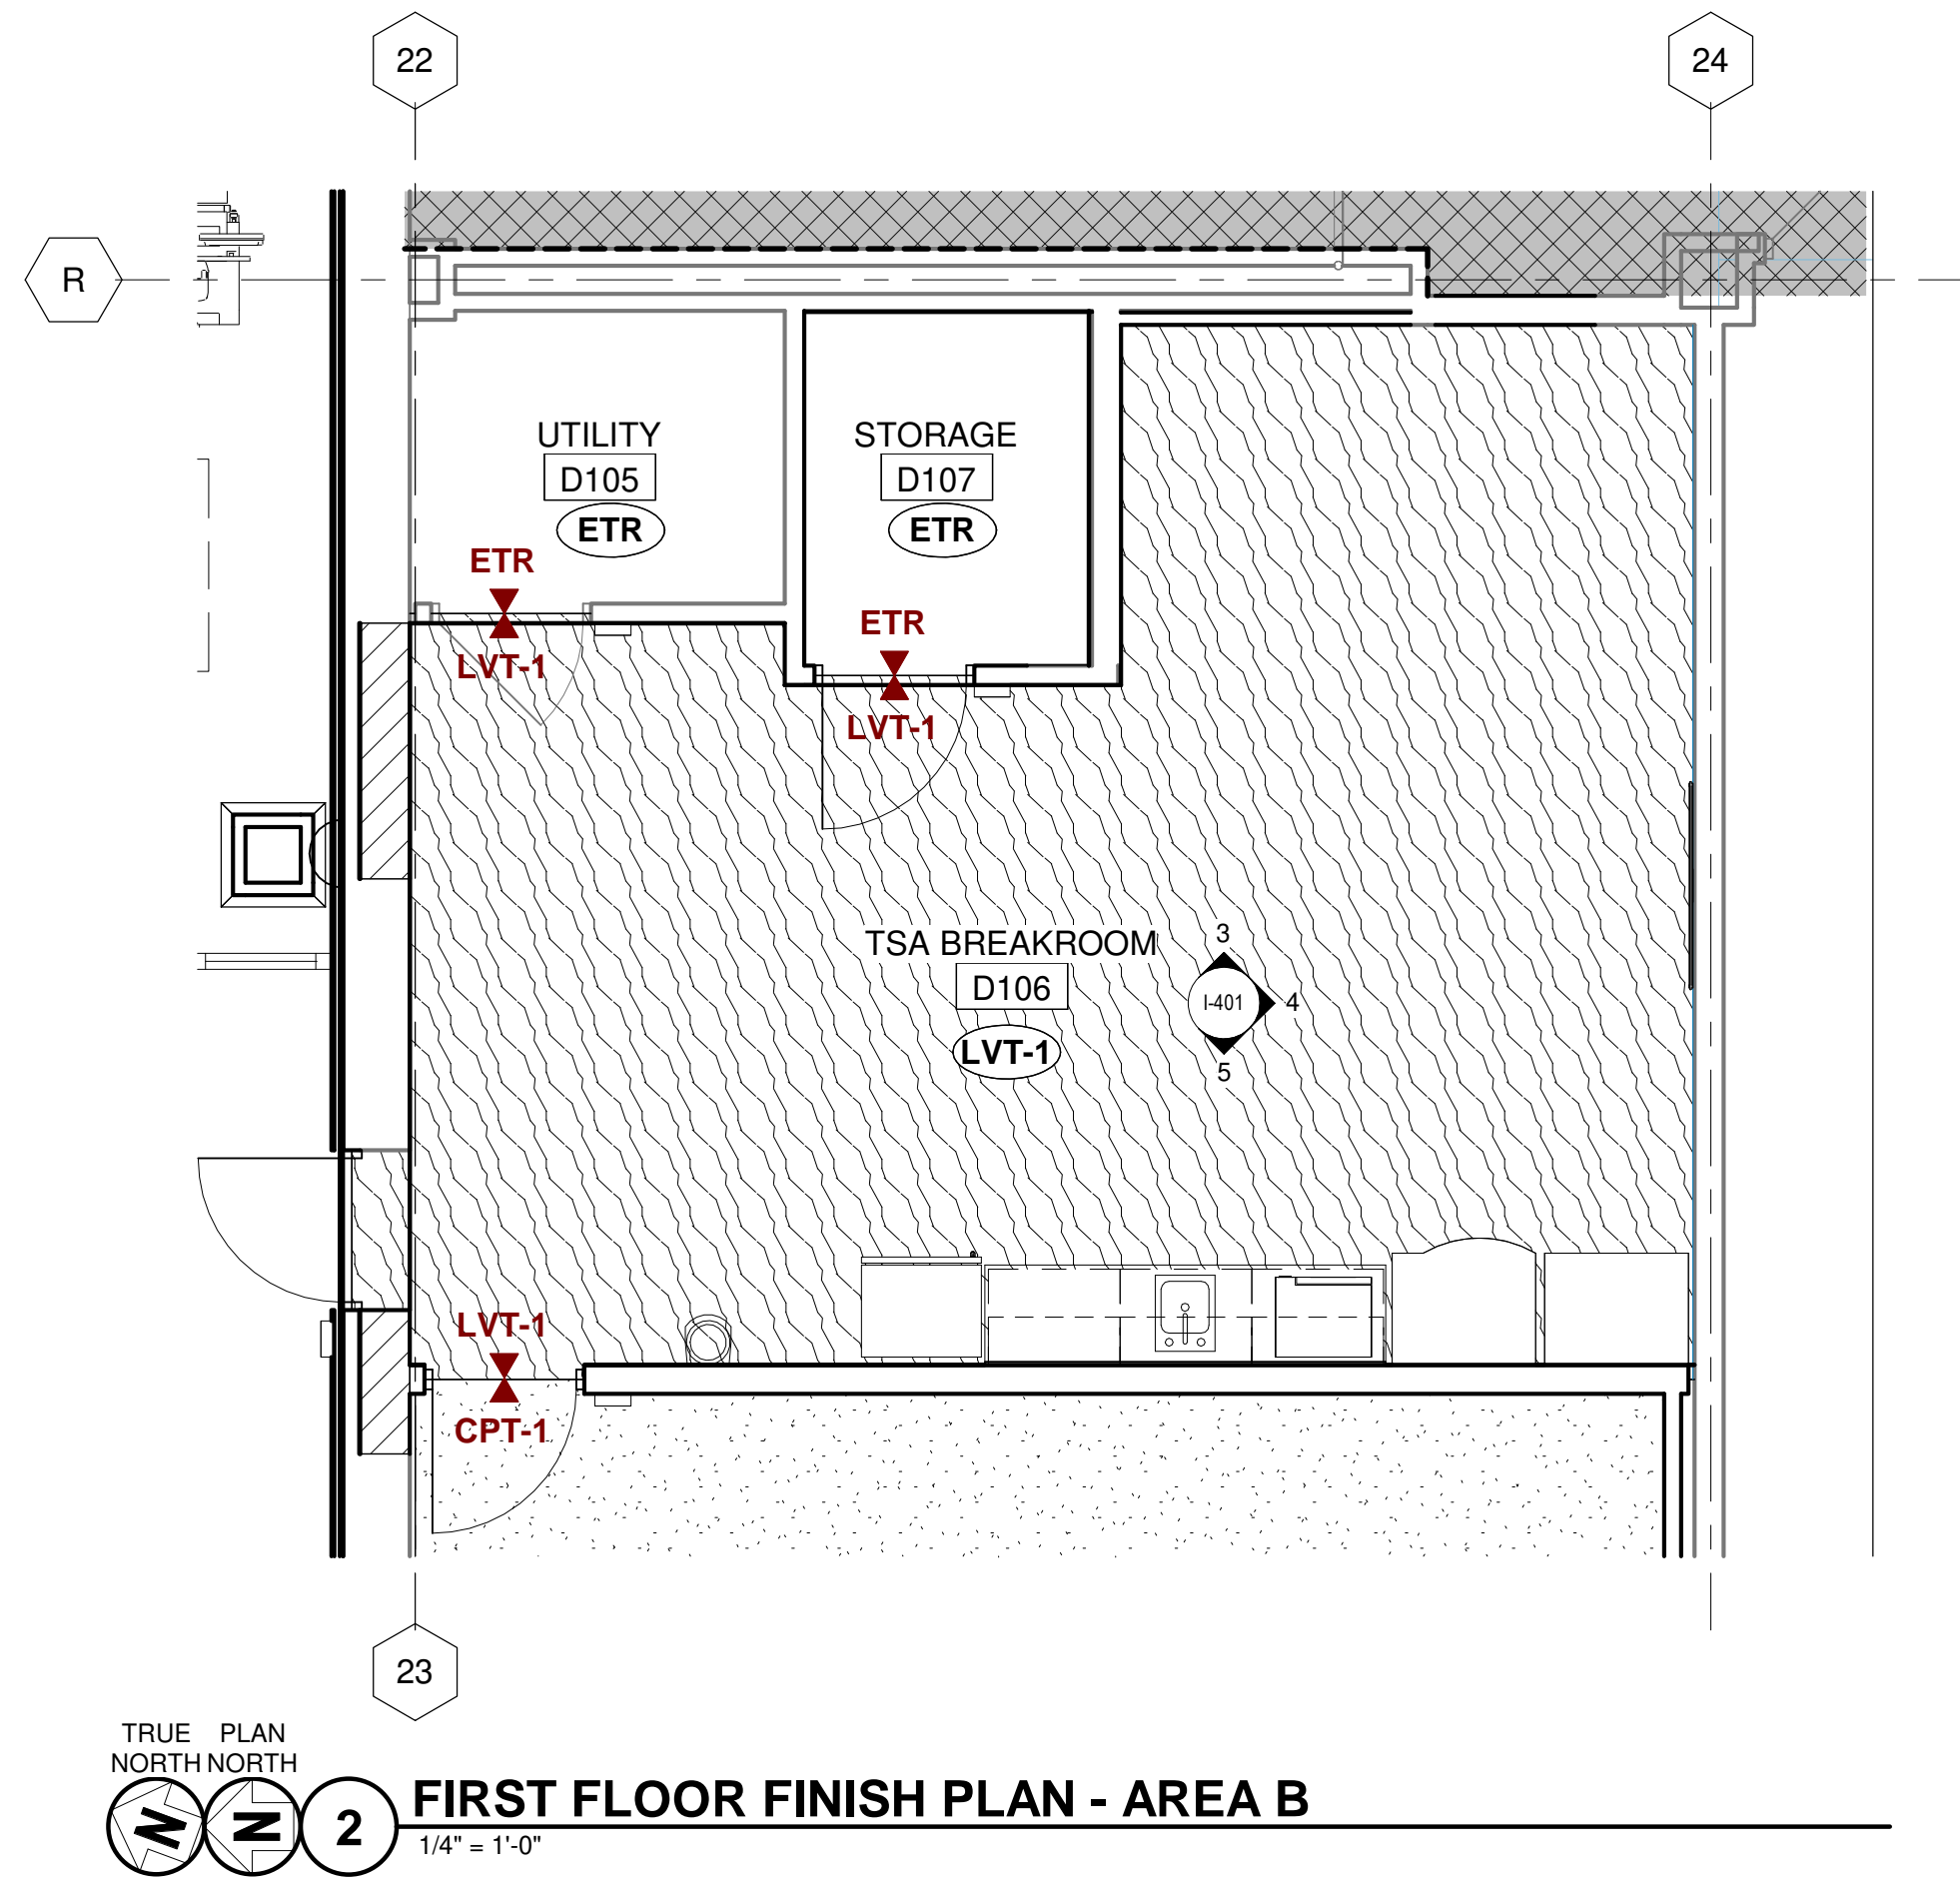 22
24
R
UTILITY
D105
ETR
STORAGE
D107
ETR
ETR
LVT-1
ETR
LVT-1
TSA BREAKROOM
D106
LVT-1
3
I-401
4
5
LVT-1
CPT-1
23
TRUE NORTH
PLAN NORTH
N
N
2
FIRST FLOOR FINISH PLAN - AREA B
1/4" = 1'-0"